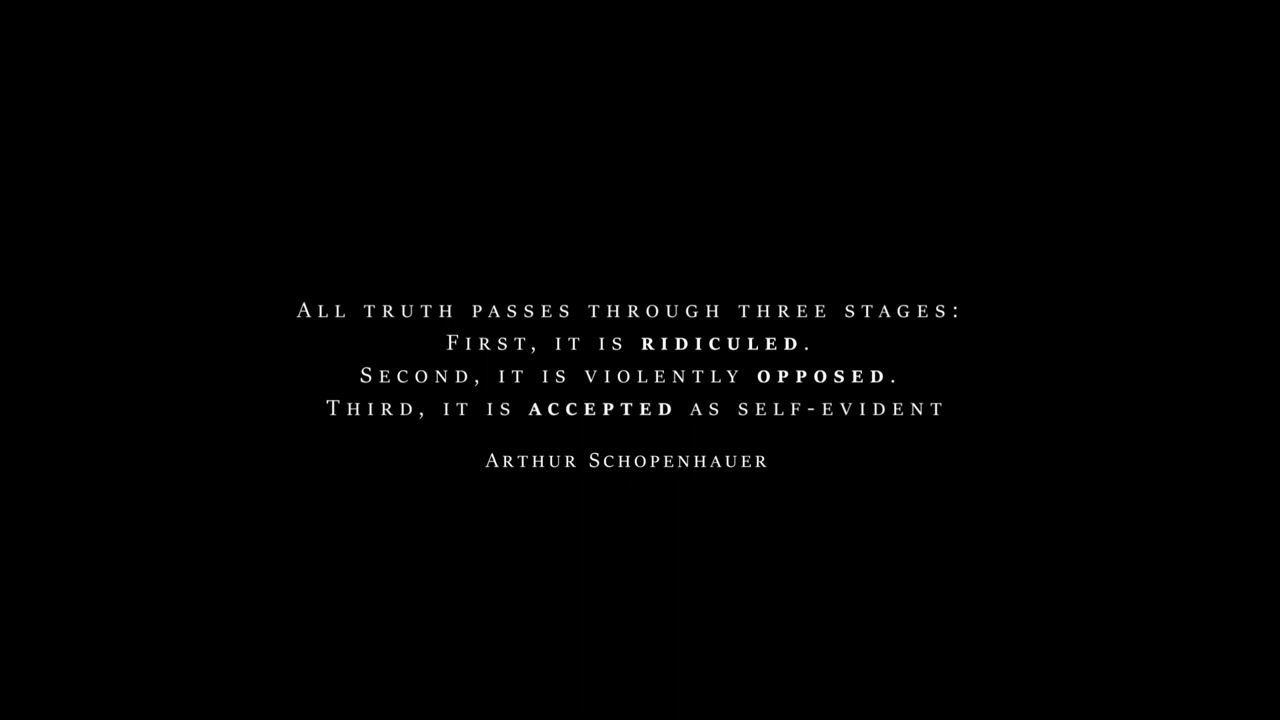 All truth passes through three stages:
First, it is ridiculed.
Second, it is violently opposed.
Third, it is accepted as self-evident
Arthur Schopenhauer